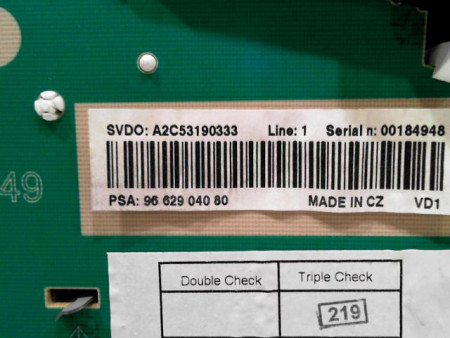 SVDO: A2C53190333 Line: 1 Serial n: 00184948
49
PSA: 96 629 040 80 MADE IN CZ VD1
Double Check Triple Check
219